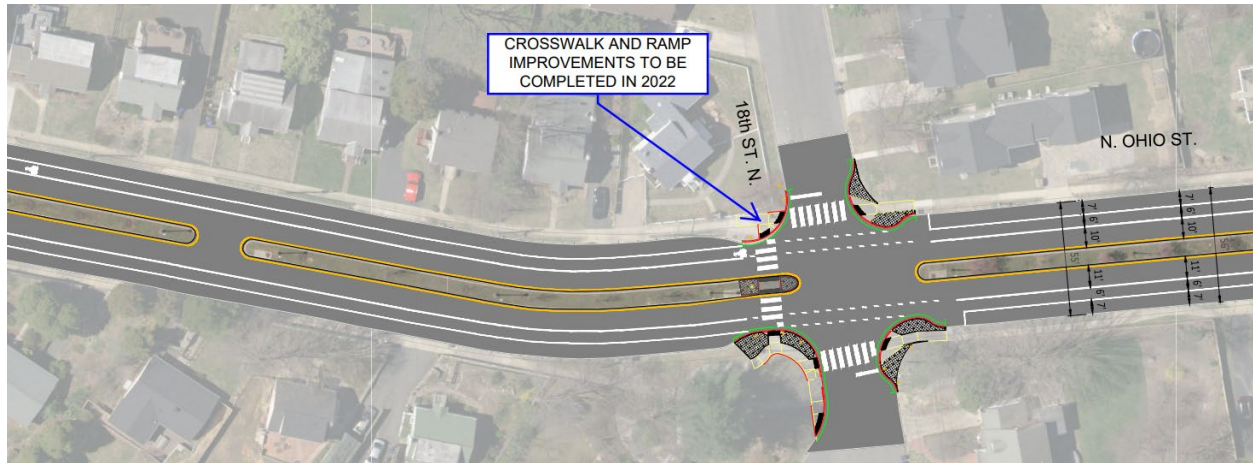 CROSSWALK AND RAMP
IMPROVEMENTS TO BE
COMPLETED IN 2022
18th ST. N.
N. OHIO ST.
7'
6'
10'
11'
6'
7'
55'
7'
6'
10'
11'
6'
7'
56'